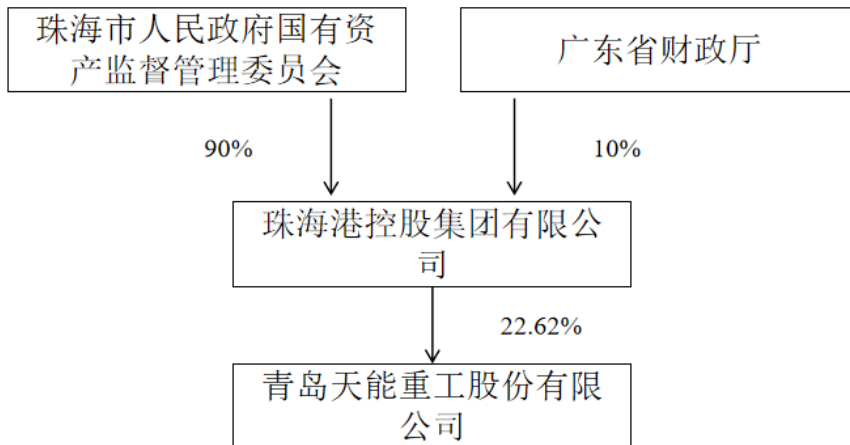 珠海市人民政府国有资
产监督管理委员会
广东省财政厅
90%
10%
珠海港控股集团有限公
司
22.62%
青岛天能重工股份有限
公司